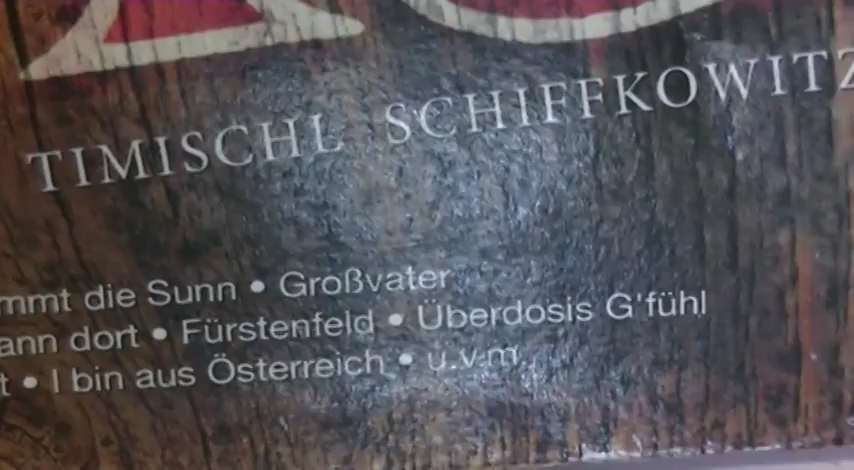 TIMISCHL SCHIFFKOWITZ
mmt die Sunn • Großvater
ann dort • Fürstenfeld • Überdosis G'fühl
t • I bin aus Österreich • u.v.m.